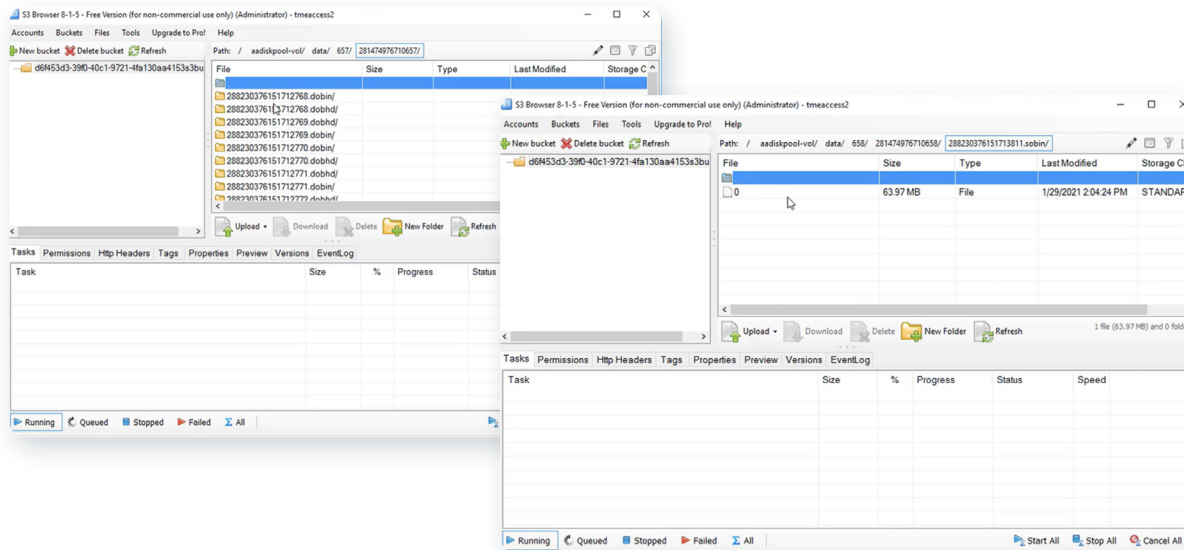 S3 Browser 8-1-5 - Free Version (for non-commercial use only) (Administrator) - tmeaccess2
Accounts Buckets Files Tools Upgrade to Pro! Help
New bucket Delete bucket Refresh Path: / aadiskpool-vol/ data/ 657/ 281474976710657/
d6f453d3-39f0-40c1-9721-4fa130aa4153s3bu
File Size Type Last Modified Storage C
..
288230376151712768.dobin/
288230376151712768.dobhd/
288230376151712769.dobhd/
288230376151712769.dobin/
288230376151712770.dobin/
288230376151712770.dobhd/
288230376151712771.dobhd/
288230376151712771.dobin/
288230376151712772.dobhd/
Upload Download Delete New Folder Refresh
Tasks Permissions Http Headers Tags Properties Preview Versions EventLog
Task Size % Progress Status
Running Queued Stopped Failed All
S3 Browser 8-1-5 - Free Version (for non-commercial use only) (Administrator) - tmeaccess2
Accounts Buckets Files Tools Upgrade to Pro! Help
New bucket Delete bucket Refresh Path: / aadiskpool-vol/ data/ 658/ 281474976710658/ 288230376151713811.sobin/
d6f453d3-39f0-40c1-9721-4fa130aa4153s3bu
File Size Type Last Modified Storage C
..
0 63.97 MB File 1/29/2021 2:04:24 PM STANDAR
Upload Download Delete New Folder Refresh 1 file (63.97 MB) and 0 fold
Tasks Permissions Http Headers Tags Properties Preview Versions EventLog
Task Size % Progress Status Speed
Running Queued Stopped Failed All Start All Stop All Cancel All